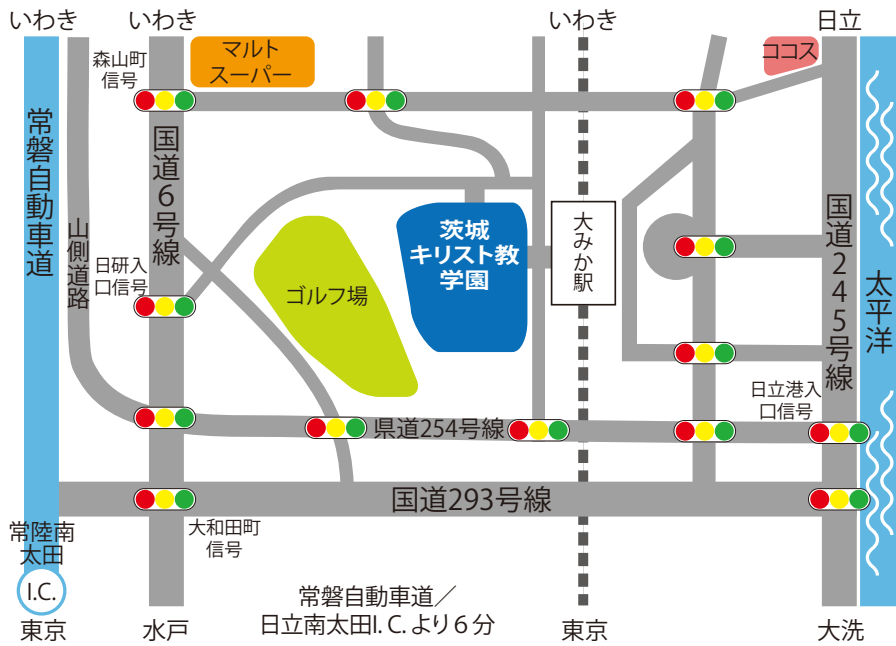 いわき
いわき
いわき
日立
森山町
信号
マルト
スーパー
ココス
常磐自動車道
国道6号線
山側道路
日研入
口信号
ゴルフ場
茨城
キリスト教
学園
大みか駅
国道245号線
太平洋
日立港入
口信号
県道254号線
国道293号線
常陸南
太田
I.C.
大和田町
信号
常磐自動車道／
日立南太田I.C.より6分
東京
水戸
東京
大洗